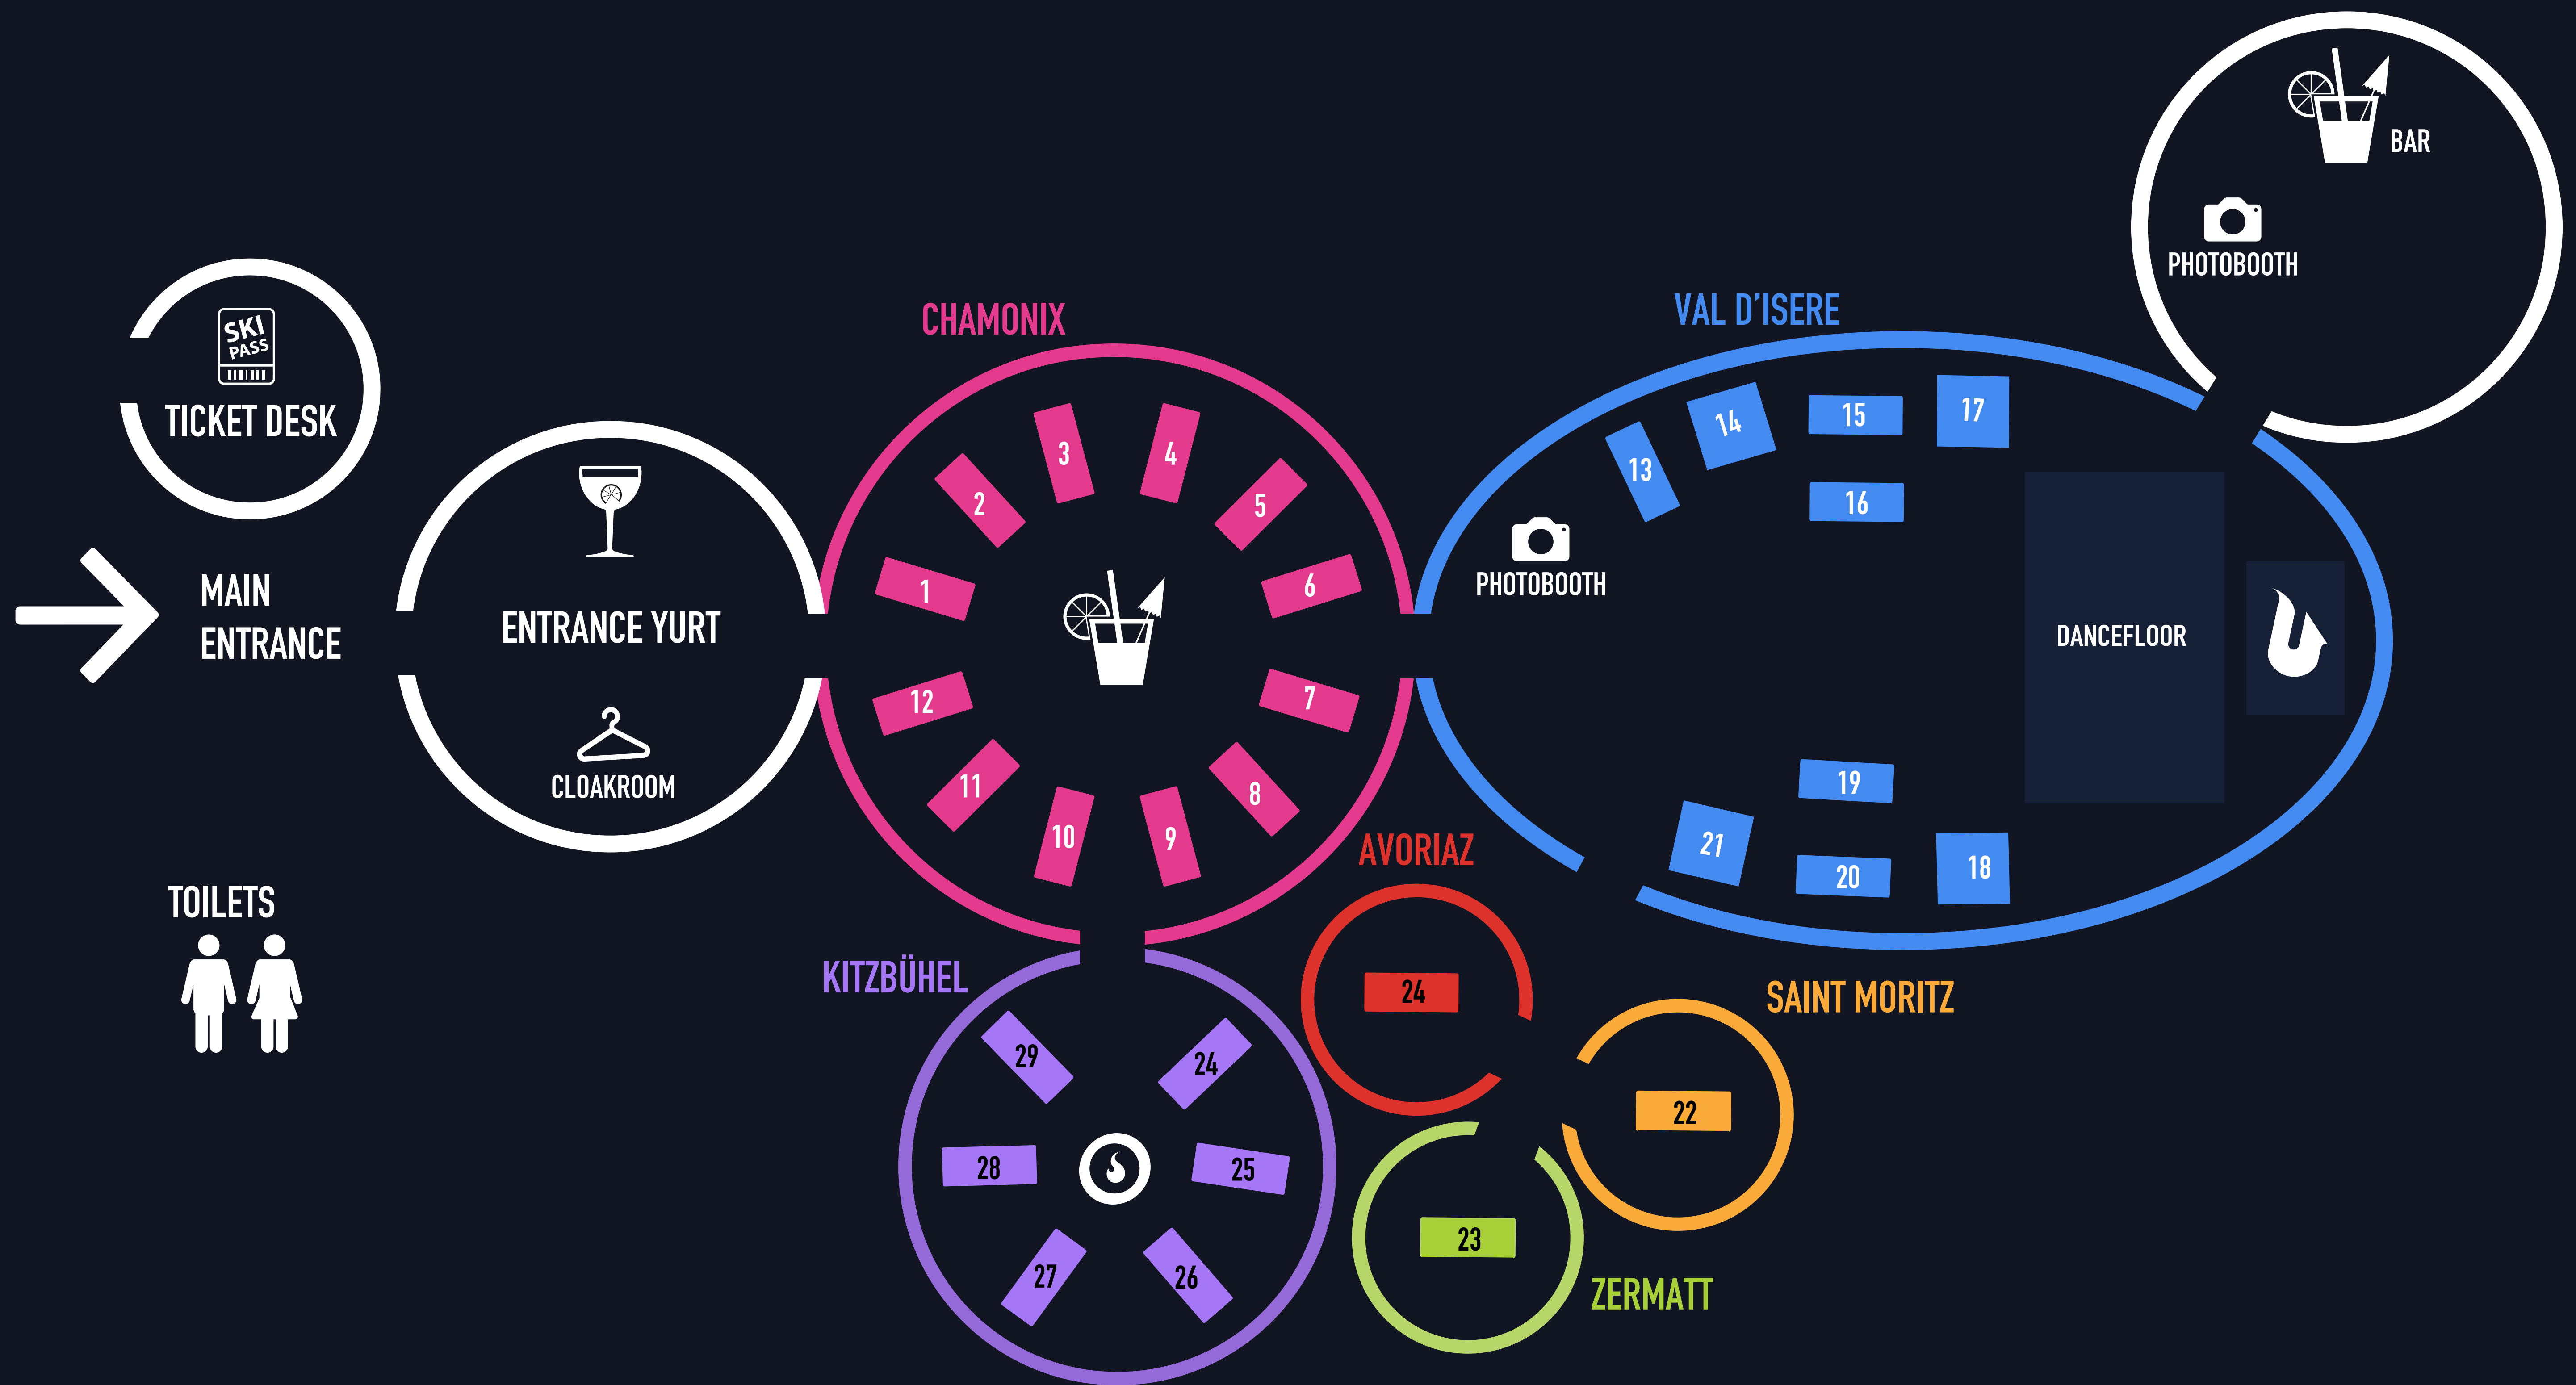 BAR
PHOTOBOOTH
SKI
PASS
TICKET DESK
MAIN
ENTRANCE
ENTRANCE YURT
CLOAKROOM
TOILETS
CHAMONIX
1
2
3
4
5
6
7
8
9
10
11
12
VAL D'ISERE
PHOTOBOOTH
13
14
15
16
17
DANCEFLOOR
18
19
20
21
AVORIAZ
24
SAINT MORITZ
22
ZERMATT
23
KITZBÜHEL
29
24
28
25
27
26